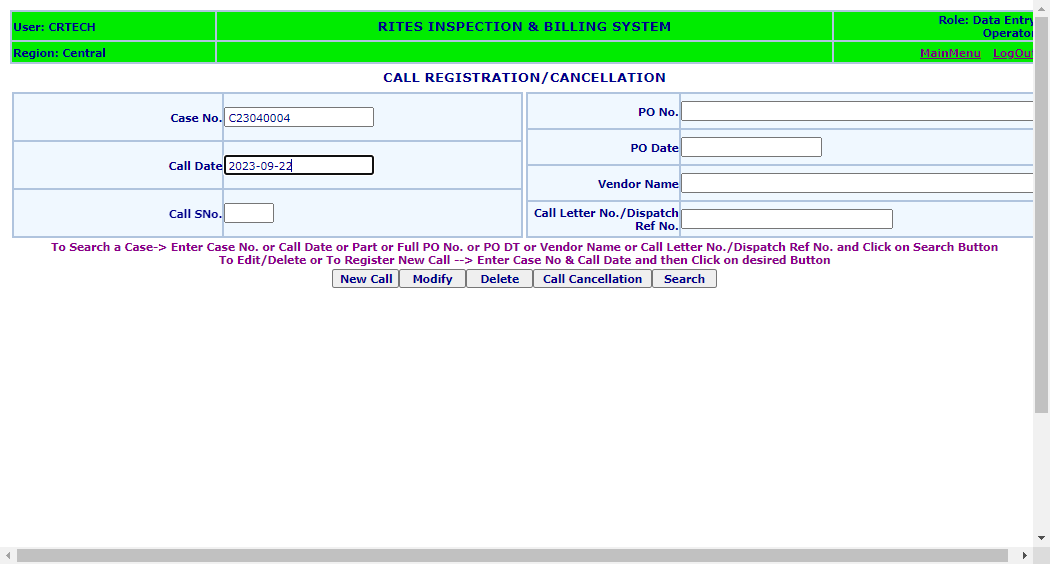 User: CRTECH
RITES INSPECTION & BILLING SYSTEM
Role: Data Entry
Operator
Region: Central
MainMenu LogOut
CALL REGISTRATION/CANCELLATION
Case No. C23040004
Call Date 2023-09-22
Call SNo.
PO No.
PO Date
Vendor Name
Call Letter No./Dispatch
Ref No.
To Search a Case-> Enter Case No. or Call Date or Part or Full PO No. or PO DT or Vendor Name or Call Letter No./Dispatch Ref No. and Click on Search Button
To Edit/Delete or To Register New Call --> Enter Case No & Call Date and then Click on desired Button
New Call Modify Delete Call Cancellation Search